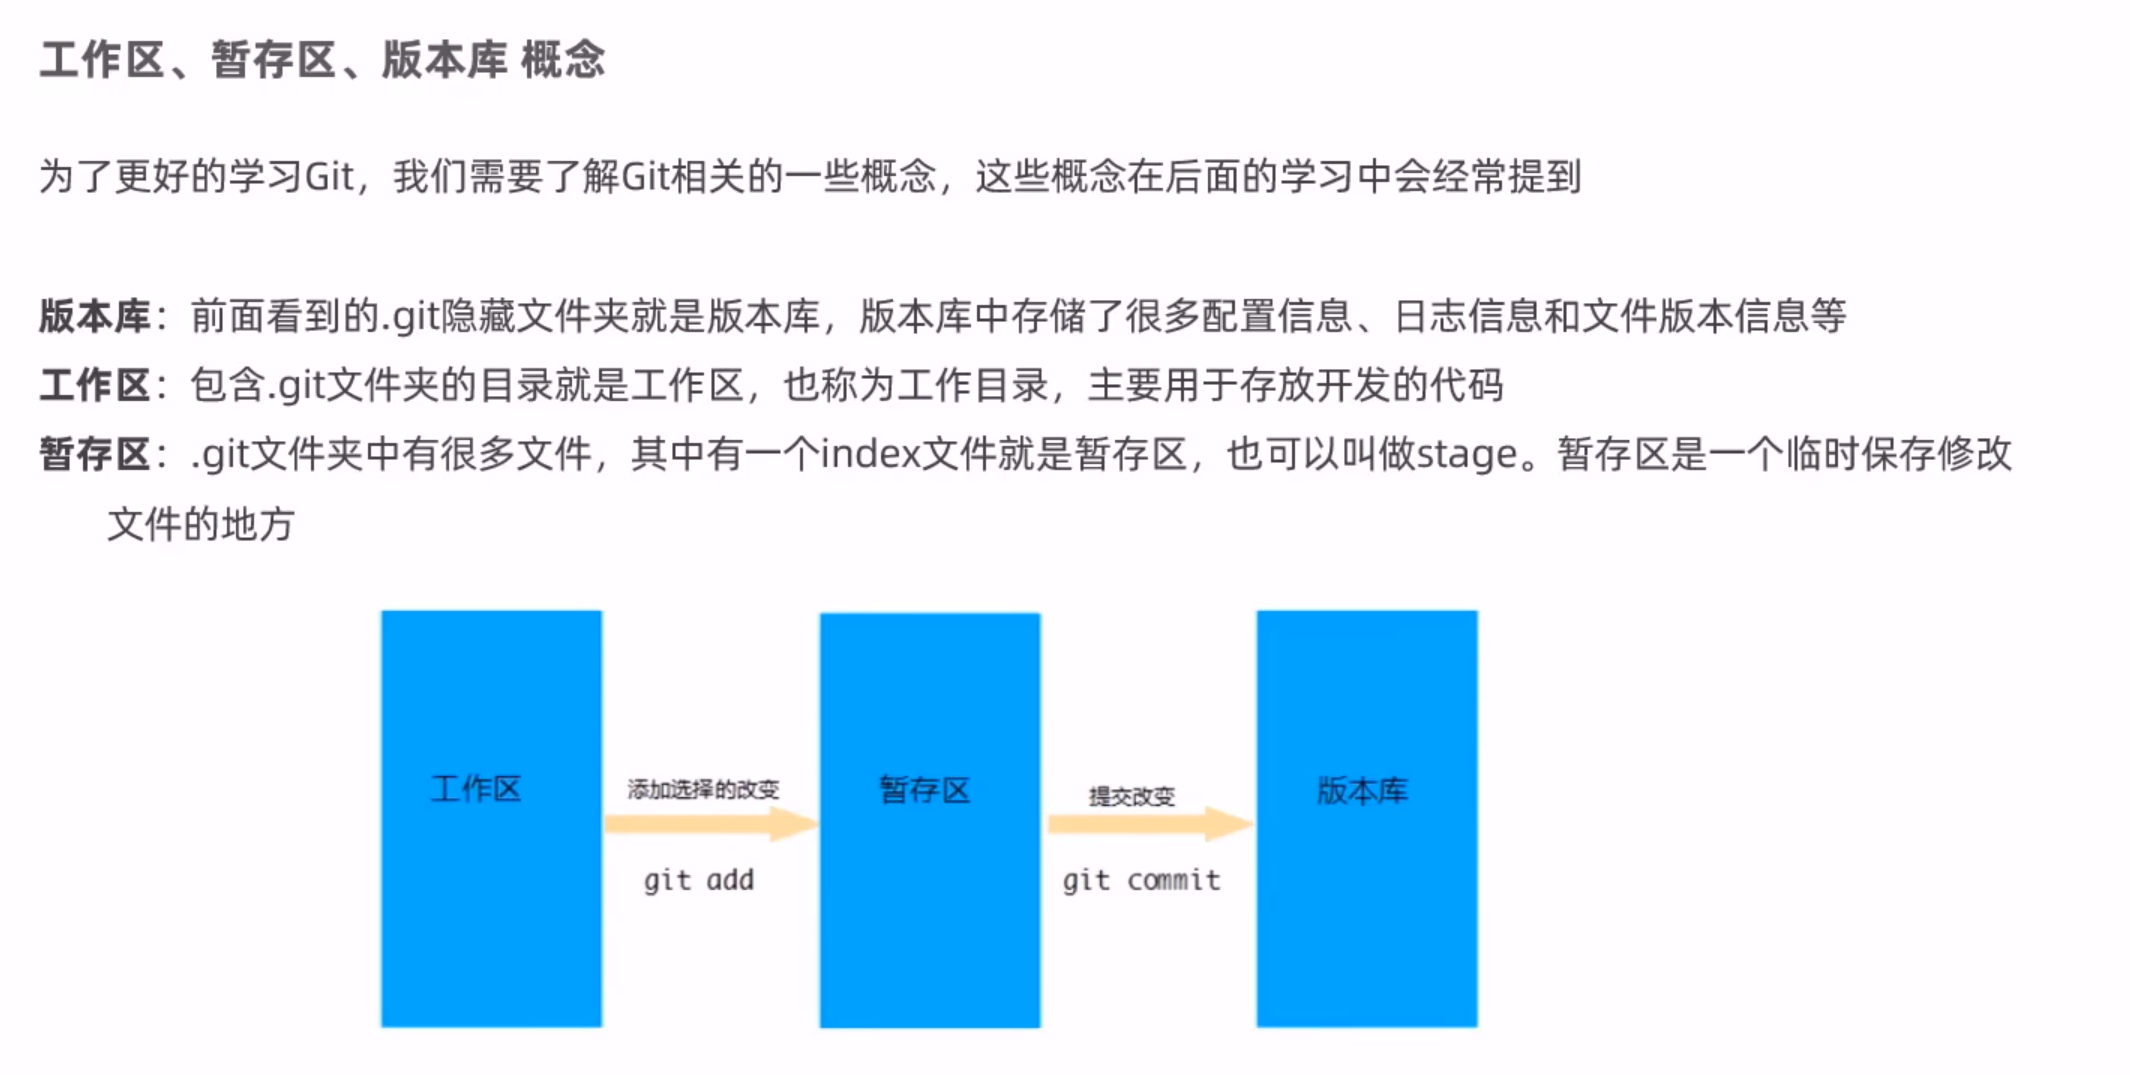 工作区、暂存区、版本库 概念
为了更好的学习Git，我们需要了解Git相关的一些概念，这些概念在后面的学习中会经常提到
版本库：前面看到的.git隐藏文件夹就是版本库，版本库中存储了很多配置信息、日志信息和文件版本信息等
工作区：包含.git文件夹的目录就是工作区，也称为工作目录，主要用于存放开发的代码
暂存区：.git文件夹中有很多文件，其中有一个index文件就是暂存区，也可以叫做stage。暂存区是一个临时保存修改
文件的地方
工作区
添加选择的改变
git add
暂存区
提交改变
git commit
版本库